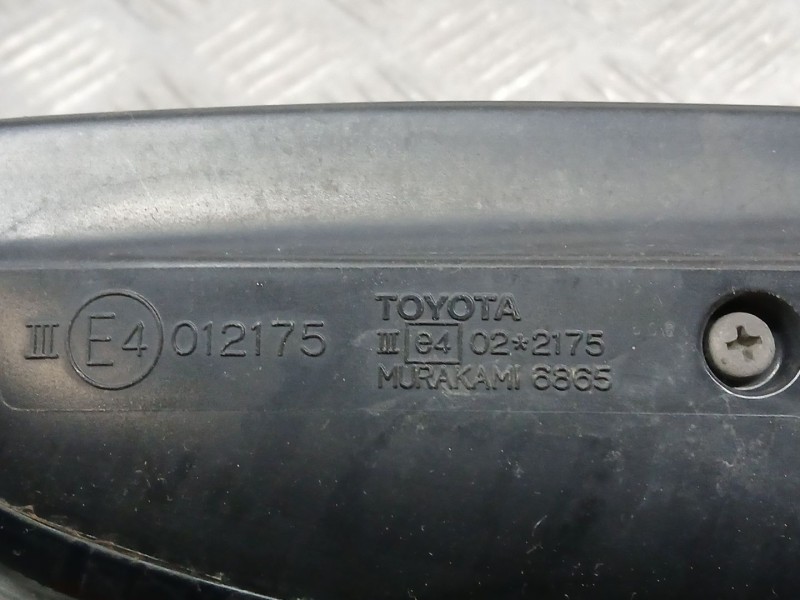 III E4 012175
TOYOTA
III e4 02*2175
MURAKAMI 6865